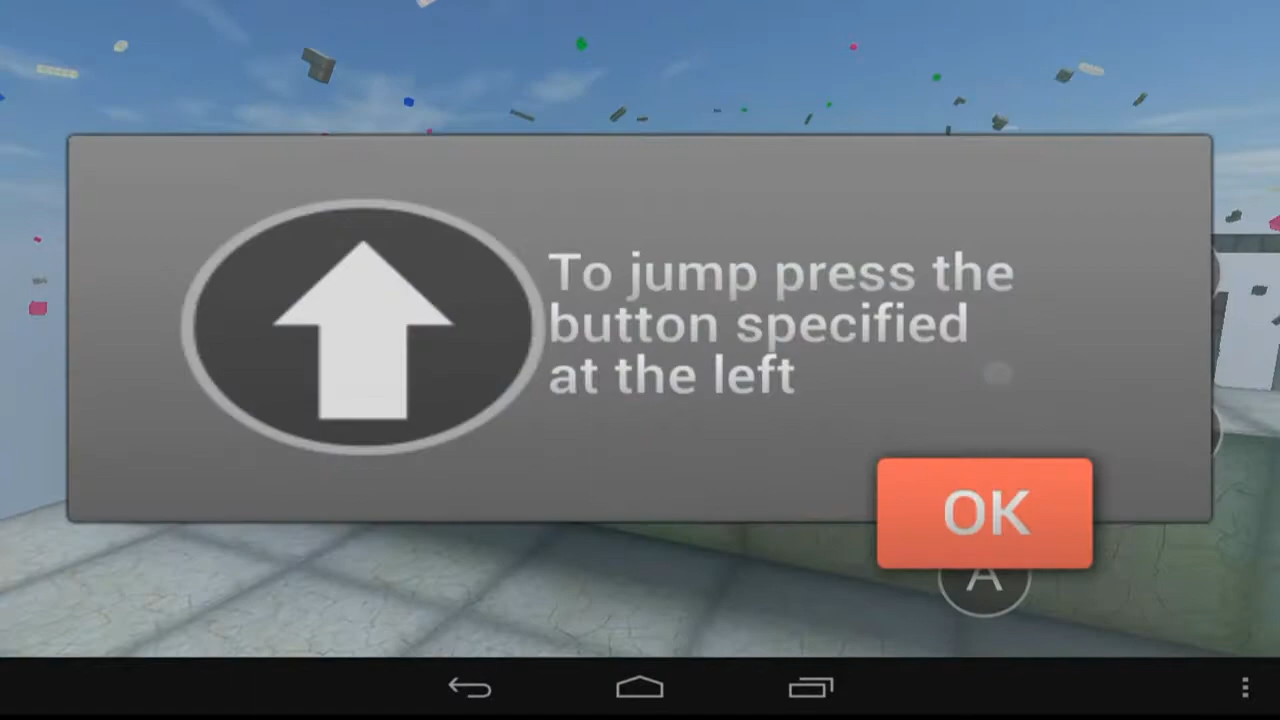 To jump press the
button specified
at the left
OK
A